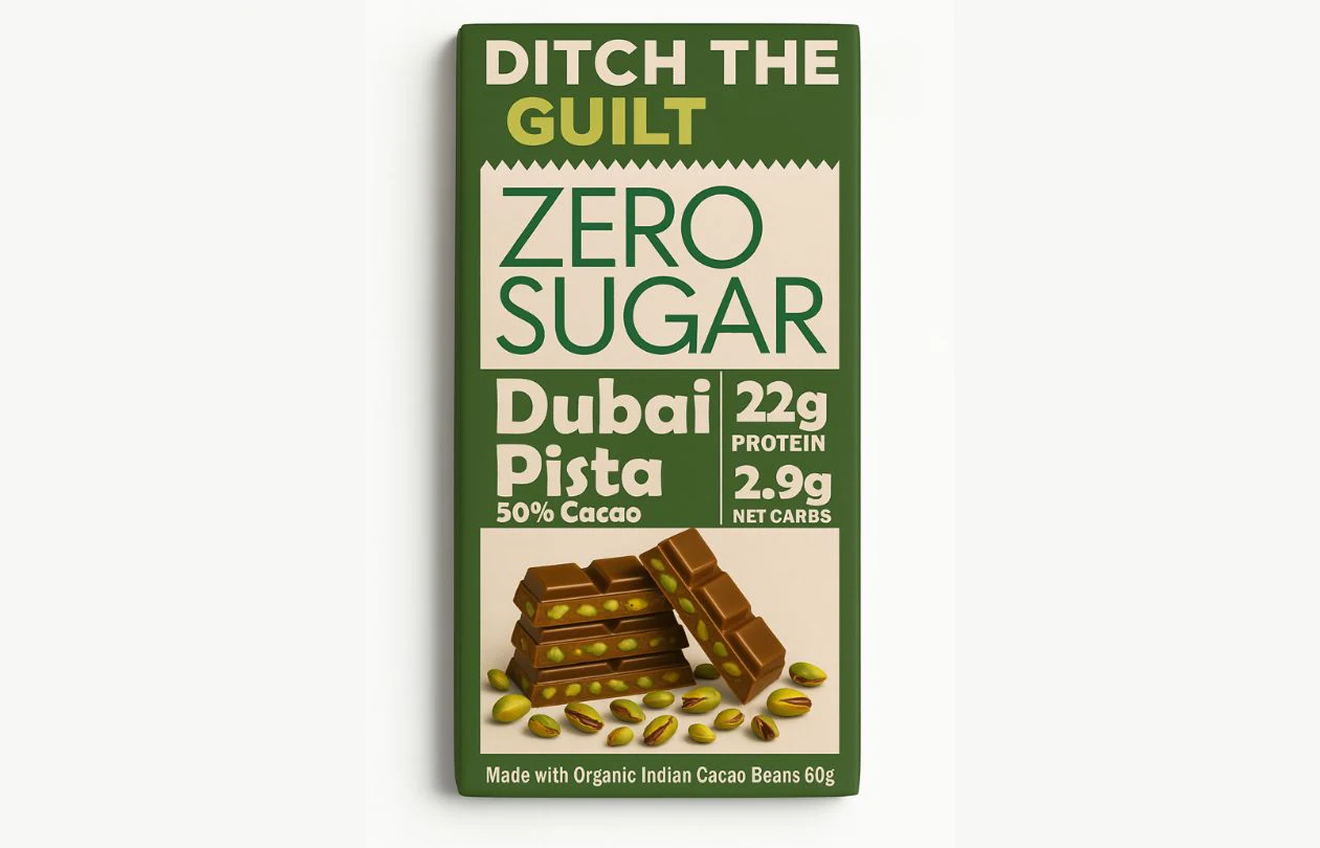 DITCH THE
GUILT
ZERO
SUGAR
Dubai
Pista
50% Cacao
22g
PROTEIN
2.9g
NET CARBS
Made with Organic Indian Cacao Beans 60g